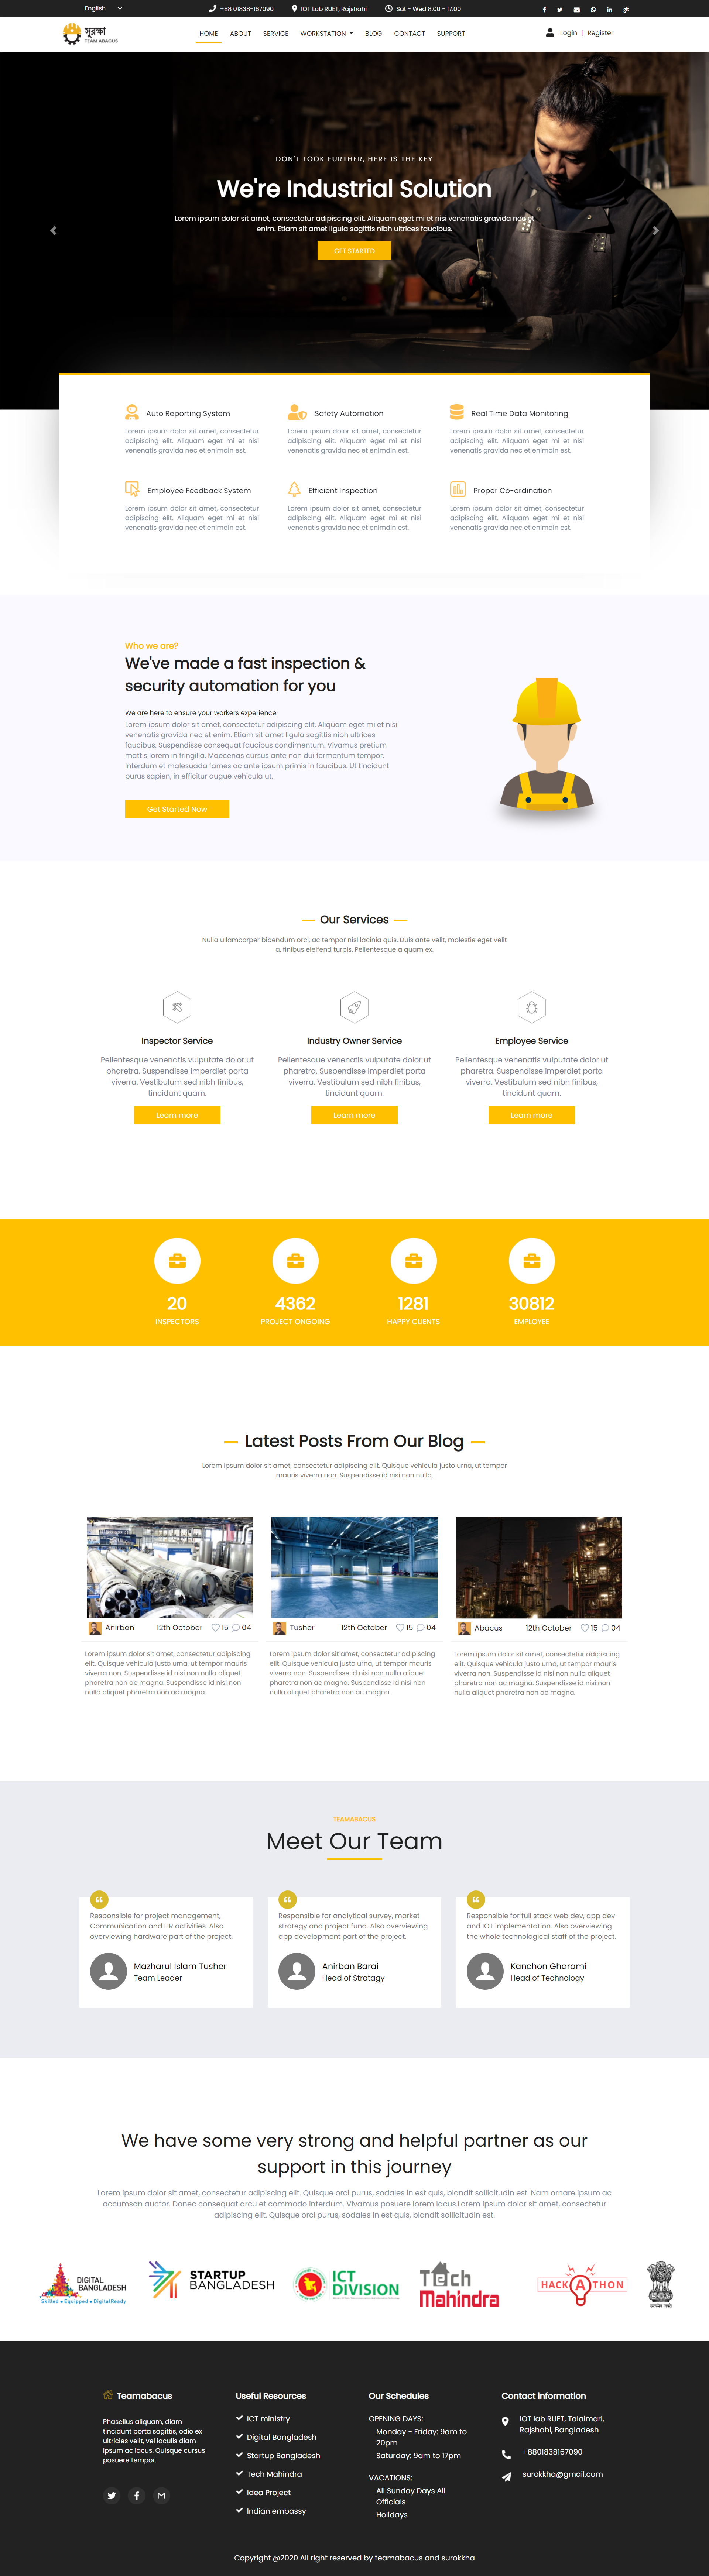 English
+88 01838-167090
IOT Lab RUET, Rajshahi
Sat - Wed 8.00 - 17.00
সুরক্ষা
TEAM ABACUS
HOME ABOUT SERVICE WORKSTATION BLOG CONTACT SUPPORT
Login | Register
DON'T LOOK FURTHER, HERE IS THE KEY
We're Industrial Solution
Lorem ipsum dolor sit amet, consectetur adipiscing elit. Aliquam eget mi et nisi venenatis gravida nec et
enim. Etiam sit amet ligula sagittis nibh ultrices faucibus.
GET STARTED
Auto Reporting System
Lorem ipsum dolor sit amet, consectetur
adipiscing elit. Aliquam eget mi et nisi
venenatis gravida nec et enimdin est.
Safety Automation
Lorem ipsum dolor sit amet, consectetur
adipiscing elit. Aliquam eget mi et nisi
venenatis gravida nec et enimdin est.
Real Time Data Monitoring
Lorem ipsum dolor sit amet, consectetur
adipiscing elit. Aliquam eget mi et nisi
venenatis gravida nec et enimdin est.
Employee Feedback System
Lorem ipsum dolor sit amet, consectetur
adipiscing elit. Aliquam eget mi et nisi
venenatis gravida nec et enimdin est.
Efficient Inspection
Lorem ipsum dolor sit amet, consectetur
adipiscing elit. Aliquam eget mi et nisi
venenatis gravida nec et enimdin est.
Proper Co-ordination
Lorem ipsum dolor sit amet, consectetur
adipiscing elit. Aliquam eget mi et nisi
venenatis gravida nec et enimdin est.
Who we are?
We've made a fast inspection &
security automation for you
We are here to ensure your workers experience
Lorem ipsum dolor sit amet, consectetur adipiscing elit. Aliquam eget mi et nisi
venenatis gravida nec et enim. Etiam sit amet ligula sagittis nibh ultrices
faucibus. Suspendisse consequat faucibus condimentum. Vivamus pretium
mattis lorem in fringilla. Maecenas cursus ante non dui fermentum tempor.
Interdum et malesuada fames ac ante ipsum primis in faucibus. Ut tincidunt
purus sapien, in efficitur augue vehicula ut.
Get Started Now
Our Services
Nulla ullamcorper bibendum orci, ac tempor nisl lacinia quis. Duis ante velit, molestie eget velit
a, finibus eleifend turpis. Pellentesque a quam ex.
Inspector Service
Pellentesque venenatis vulputate dolor ut
pharetra. Suspendisse imperdiet porta
viverra. Vestibulum sed nibh finibus,
tincidunt quam.
Learn more
Industry Owner Service
Pellentesque venenatis vulputate dolor ut
pharetra. Suspendisse imperdiet porta
viverra. Vestibulum sed nibh finibus,
tincidunt quam.
Learn more
Employee Service
Pellentesque venenatis vulputate dolor ut
pharetra. Suspendisse imperdiet porta
viverra. Vestibulum sed nibh finibus,
tincidunt quam.
Learn more
20
INSPECTORS
4362
PROJECT ONGOING
1281
HAPPY CLIENTS
30812
EMPLOYEE
Latest Posts From Our Blog
Lorem ipsum dolor sit amet, consectetur adipiscing elit. Quisque vehicula justo urna, ut tempor
mauris viverra non. Suspendisse id nisi non nulla.
Anirban 12th October 15 04
Lorem ipsum dolor sit amet, consectetur adipiscing
elit. Quisque vehicula justo urna, ut tempor mauris
viverra non. Suspendisse id nisi non nulla aliquet
pharetra non ac magna. Suspendisse id nisi non
nulla aliquet pharetra non ac magna.
Tusher 12th October 15 04
Lorem ipsum dolor sit amet, consectetur adipiscing
elit. Quisque vehicula justo urna, ut tempor mauris
viverra non. Suspendisse id nisi non nulla aliquet
pharetra non ac magna. Suspendisse id nisi non
nulla aliquet pharetra non ac magna.
Abacus 12th October 15 04
Lorem ipsum dolor sit amet, consectetur adipiscing
elit. Quisque vehicula justo urna, ut tempor mauris
viverra non. Suspendisse id nisi non nulla aliquet
pharetra non ac magna. Suspendisse id nisi non
nulla aliquet pharetra non ac magna.
TEAMABACUS
Meet Our Team
Responsible for project management,
Communication and HR activities. Also
overviewing hardware part of the project.
Mazharul Islam Tusher
Team Leader
Responsible for analytical survey, market
strategy and project fund. Also overviewing
app development part of the project.
Anirban Barai
Head of Stratagy
Responsible for full stack web dev, app dev
and IOT implementation. Also overviewing
the whole technological staff of the project.
Kanchon Gharami
Head of Technology
We have some very strong and helpful partner as our
support in this journey
Lorem ipsum dolor sit amet, consectetur adipiscing elit. Quisque orci purus, sodales in est quis, blandit sollicitudin est. Nam ornare ipsum ac
accumsan auctor. Donec consequat arcu et commodo interdum. Vivamus posuere lorem lacus.Lorem ipsum dolor sit amet, consectetur
adipiscing elit. Quisque orci purus, sodales in est quis, blandit sollicitudin est.
DIGITAL
BANGLADESH
Skilled • Equipped • DigitalReady
STARTUP
BANGLADESH
ICT
DIVISION
Tech
Mahindra
HACKATHON
Teamabacus
Phasellus aliquam, diam
tincidunt porta sagittis, odio ex
ultricies velit, vel iaculis diam
ipsum ac lacus. Quisque cursus
posuere tempor.
Useful Resources
ICT ministry
Digital Bangladesh
Startup Bangladesh
Tech Mahindra
Idea Project
Indian embassy
Our Schedules
OPENING DAYS:
Monday - Friday: 9am to
20pm
Saturday: 9am to 17pm
VACATIONS:
All Sunday Days All
Officials
Holidays
Contact information
IOT lab RUET, Talaimari,
Rajshahi, Bangladesh
+8801838167090
surokkha@gmail.com
Copyright @2020 All right reserved by teamabacus and surokkha